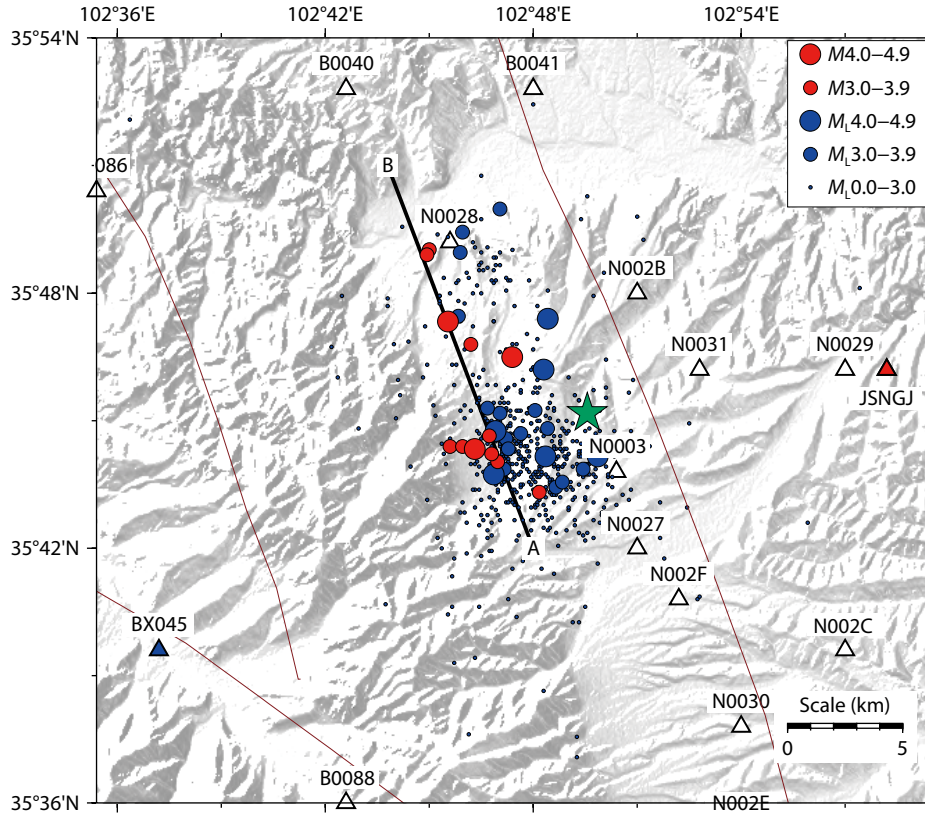 102°36′E
102°42′E
102°48′E
102°54′E
35°54′N
B0040
B0041
M4.0−4.9
M3.0−3.9
ML4.0−4.9
ML3.0−3.9
ML0.0−3.0
086
B
N0028
N002B
35°48′N
N0031
N0029
JSNGJ
N0003
35°42′N
A
N0027
N002F
BX045
N002C
N0030
Scale (km)
0
5
B0088
35°36′N
N002E